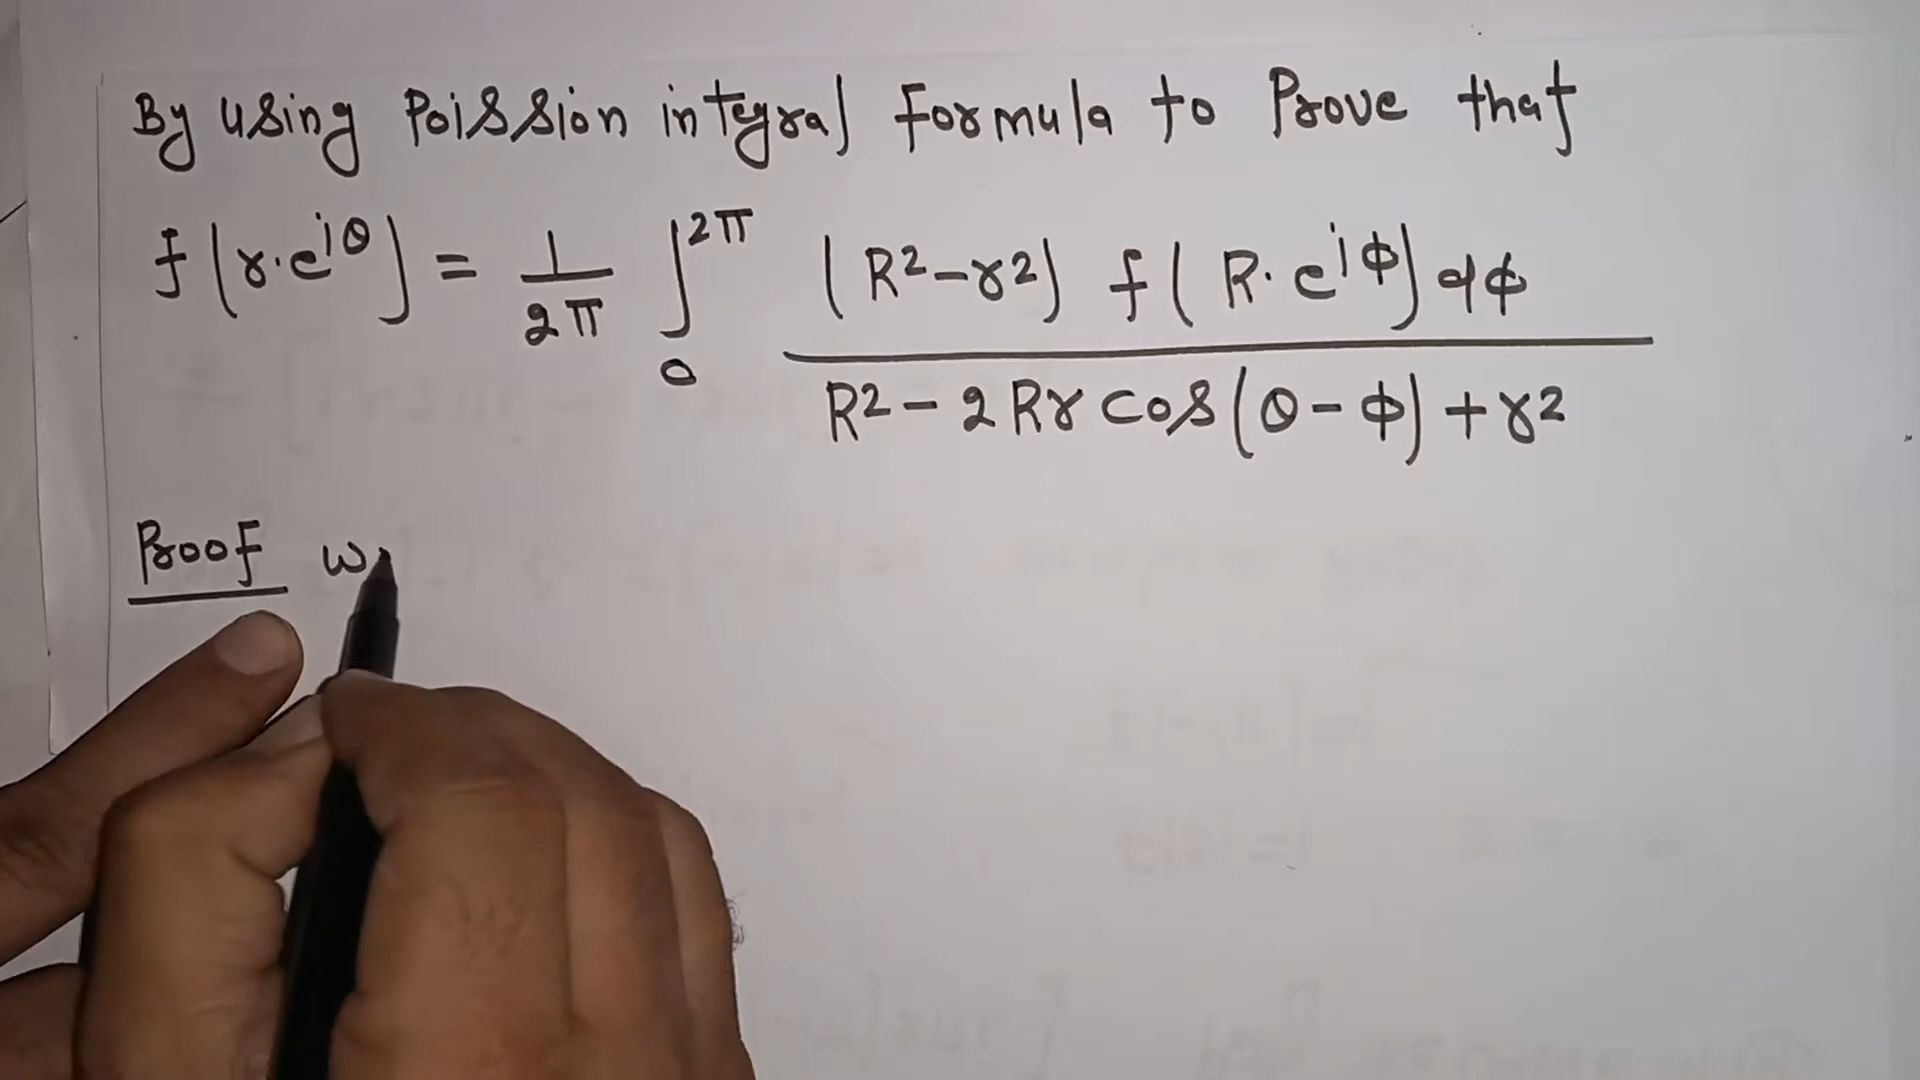 By using Poission integral Formula to Prove that
f(r.e^{iθ}) = 1/2π ∫_0^{2π} (R²-r²) f(R.e^{iφ})dφ / R²-2Rr cos(θ-φ)+r²
Proof